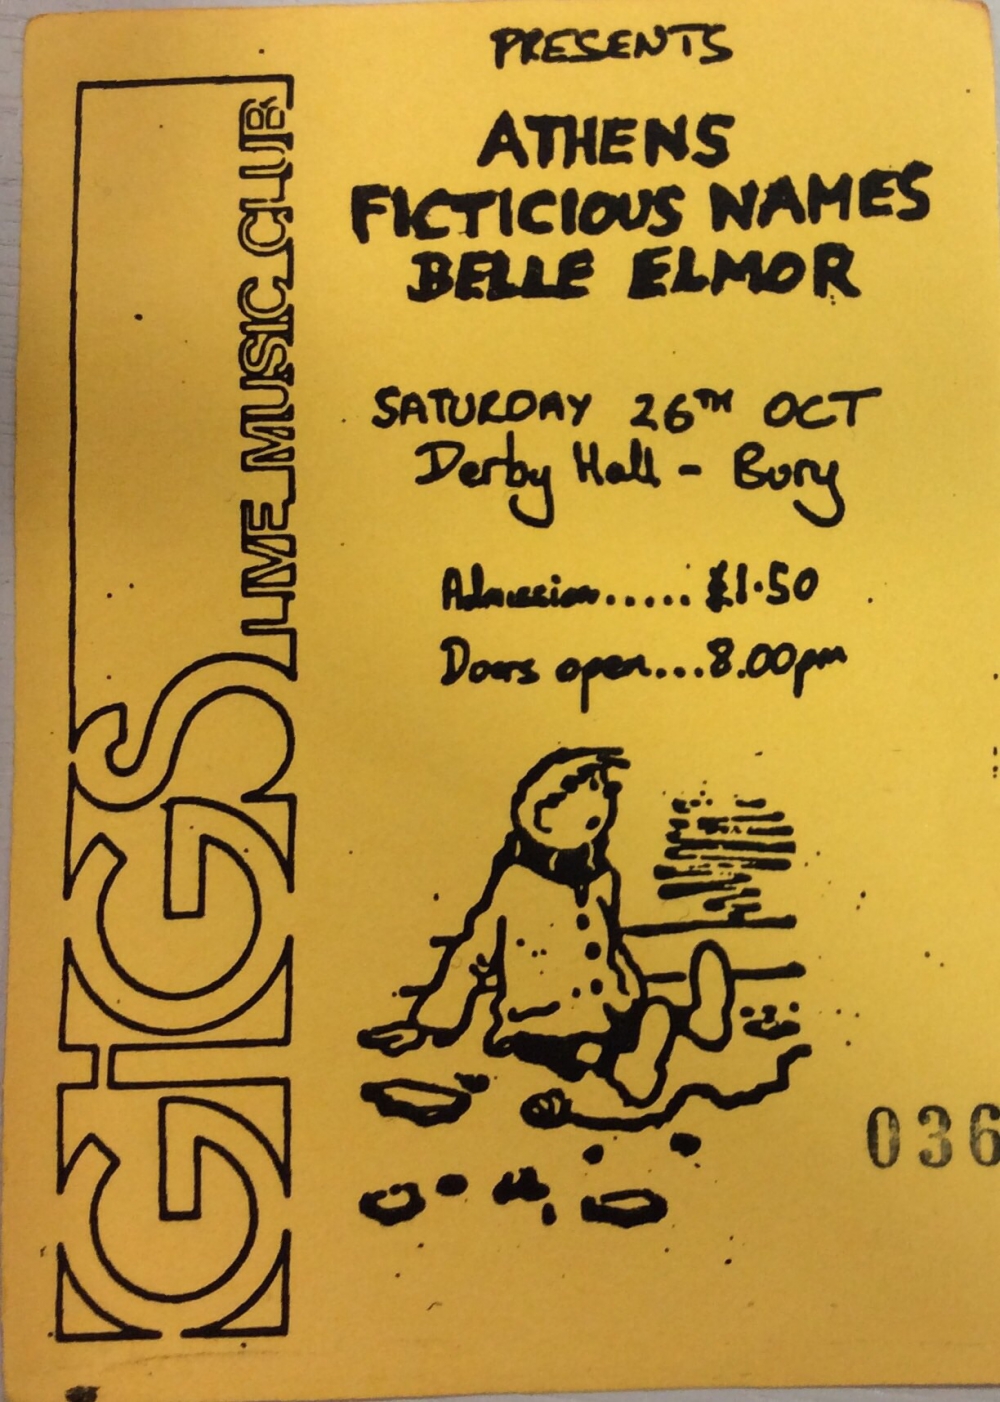 GIGS LIVE MUSIC CLUB
PRESENTS
ATHENS
FICTICIOUS NAMES
BELLE ELMOR
SATURDAY 26TH OCT
Derby Hall - Bury
Admission..... £1·50
Doors open...8.00pm
036